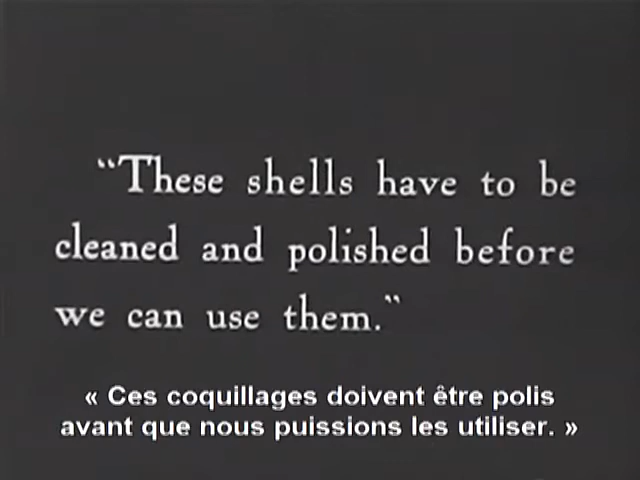 “These shells have to be
cleaned and polished before
we can use them.”
« Ces coquillages doivent être polis
avant que nous puissions les utiliser. »